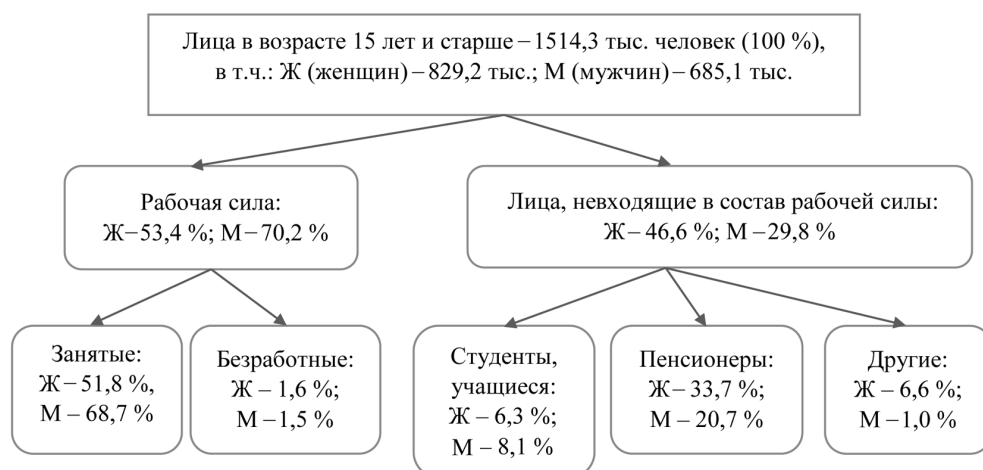 Лица в возрасте 15 лет и старше – 1514,3 тыс. человек (100 %),
в т.ч.: Ж (женщин) – 829,2 тыс.; М (мужчин) – 685,1 тыс.
Рабочая сила:
Ж – 53,4 %; М – 70,2 %
Лица, невходящие в состав рабочей силы:
Ж – 46,6 %; М – 29,8 %
Занятые:
Ж – 51,8 %,
М – 68,7 %
Безработные:
Ж – 1,6 %;
М – 1,5 %
Студенты,
учащиеся:
Ж – 6,3 %;
М – 8,1 %
Пенсионеры:
Ж – 33,7 %;
М – 20,7 %
Другие:
Ж – 6,6 %;
М – 1,0 %